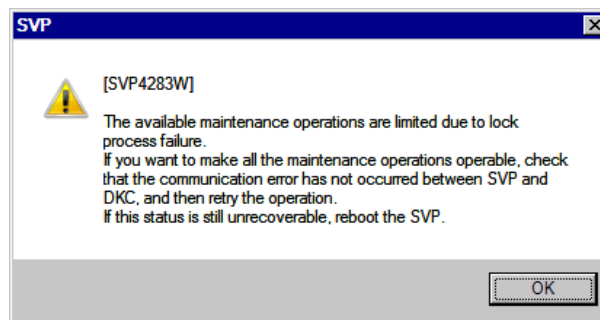 SVP
[SVP4283W]
The available maintenance operations are limited due to lock
process failure.
If you want to make all the maintenance operations operable, check
that the communication error has not occurred between SVP and
DKC, and then retry the operation.
If this status is still unrecoverable, reboot the SVP.
OK